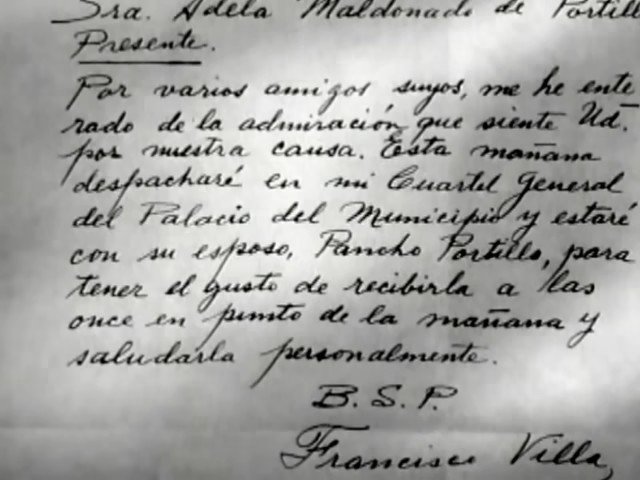 Sra. Adela Maldonado de Portill
Presente.
Por varios amigos suyos, me he ente
rado de la admiración que siente Ud.
por nuestra causa. Esta mañana
despacharé en mi Cuartel General
del Palacio del Municipio y estaré
con su esposo, Pancho Portillo, para
tener el gusto de recibirla a las
once en punto de la mañana y
saludarla personalmente.
B. S. P.
Francisco Villa,